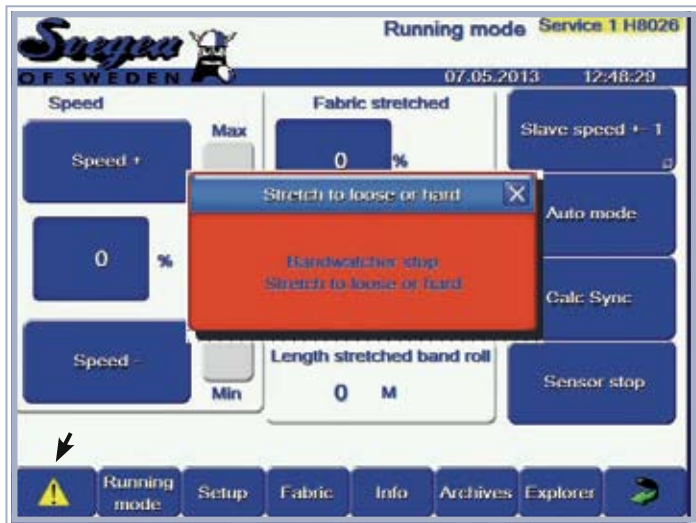 Svegea
OF SWEDEN
Running mode
Service 1 H8026
07.05.2013 12:48:29
Speed
Speed +
0 %
Speed -
Max
Min
Fabric stretched
0 %
Stretch to loose or hard
Bandwatcher stop
Stretch to loose or hard
Length stretched band roll
0 M
Slave speed +- 1
Auto mode
Calc Sync
Sensor stop
Running
mode
Setup
Fabric
Info
Archives
Explorer